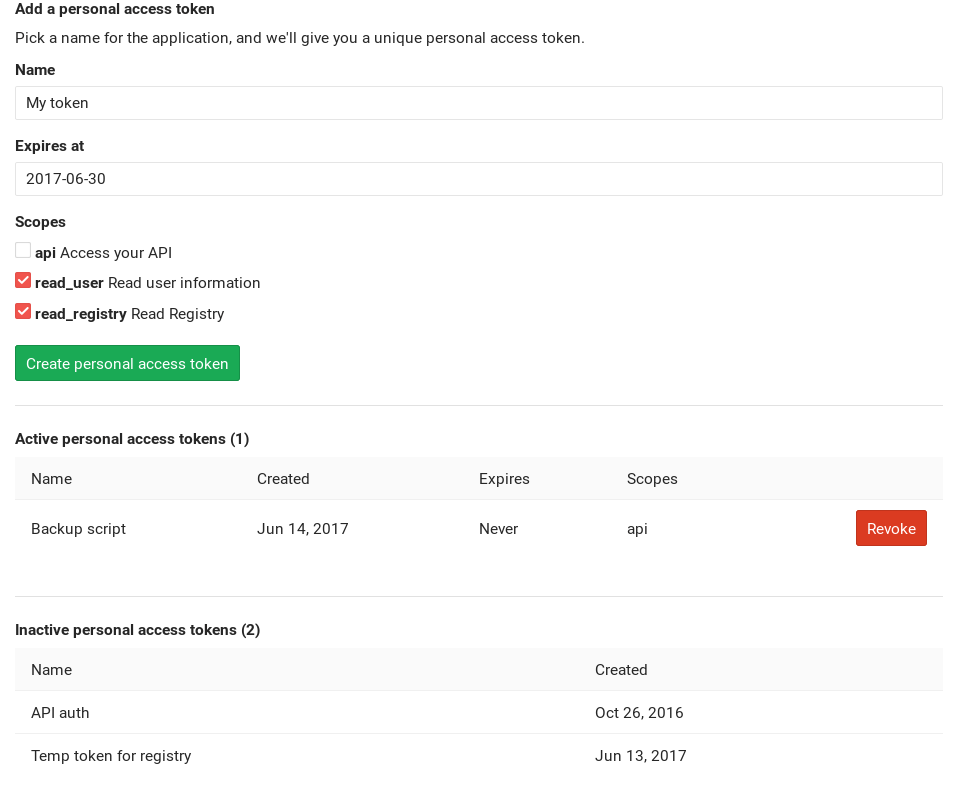 Add a personal access token
Pick a name for the application, and we'll give you a unique personal access token.
Name
My token
Expires at
2017-06-30
Scopes
api Access your API
read_user Read user information
read_registry Read Registry
Create personal access token
Active personal access tokens (1)
Name Created Expires Scopes
Backup script Jun 14, 2017 Never api Revoke
Inactive personal access tokens (2)
Name Created
API auth Oct 26, 2016
Temp token for registry Jun 13, 2017